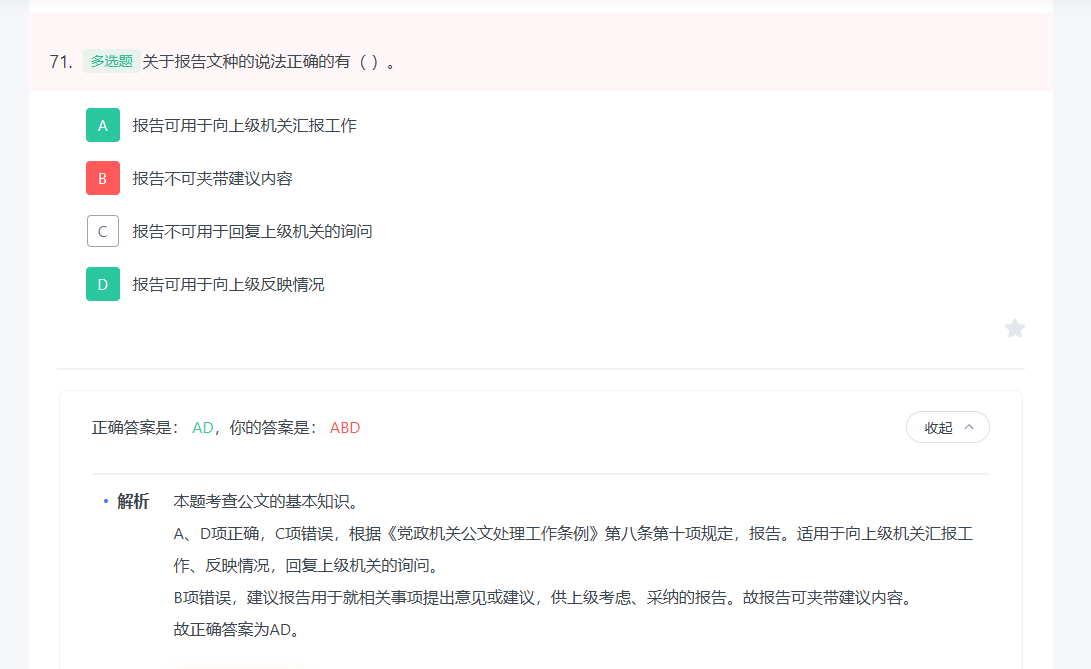 71. 多选题 关于报告文种的说法正确的有（ ）。
A 报告可用于向上级机关汇报工作
B 报告不可夹带建议内容
C 报告不可用于回复上级机关的询问
D 报告可用于向上级反映情况
正确答案是： AD，你的答案是： ABD 收起
解析 本题考查公文的基本知识。
A、D项正确，C项错误，根据《党政机关公文处理工作条例》第八条第十项规定，报告。适用于向上级机关汇报工
作、反映情况，回复上级机关的询问。
B项错误，建议报告用于就相关事项提出意见或建议，供上级考虑、采纳的报告。故报告可夹带建议内容。
故正确答案为AD。